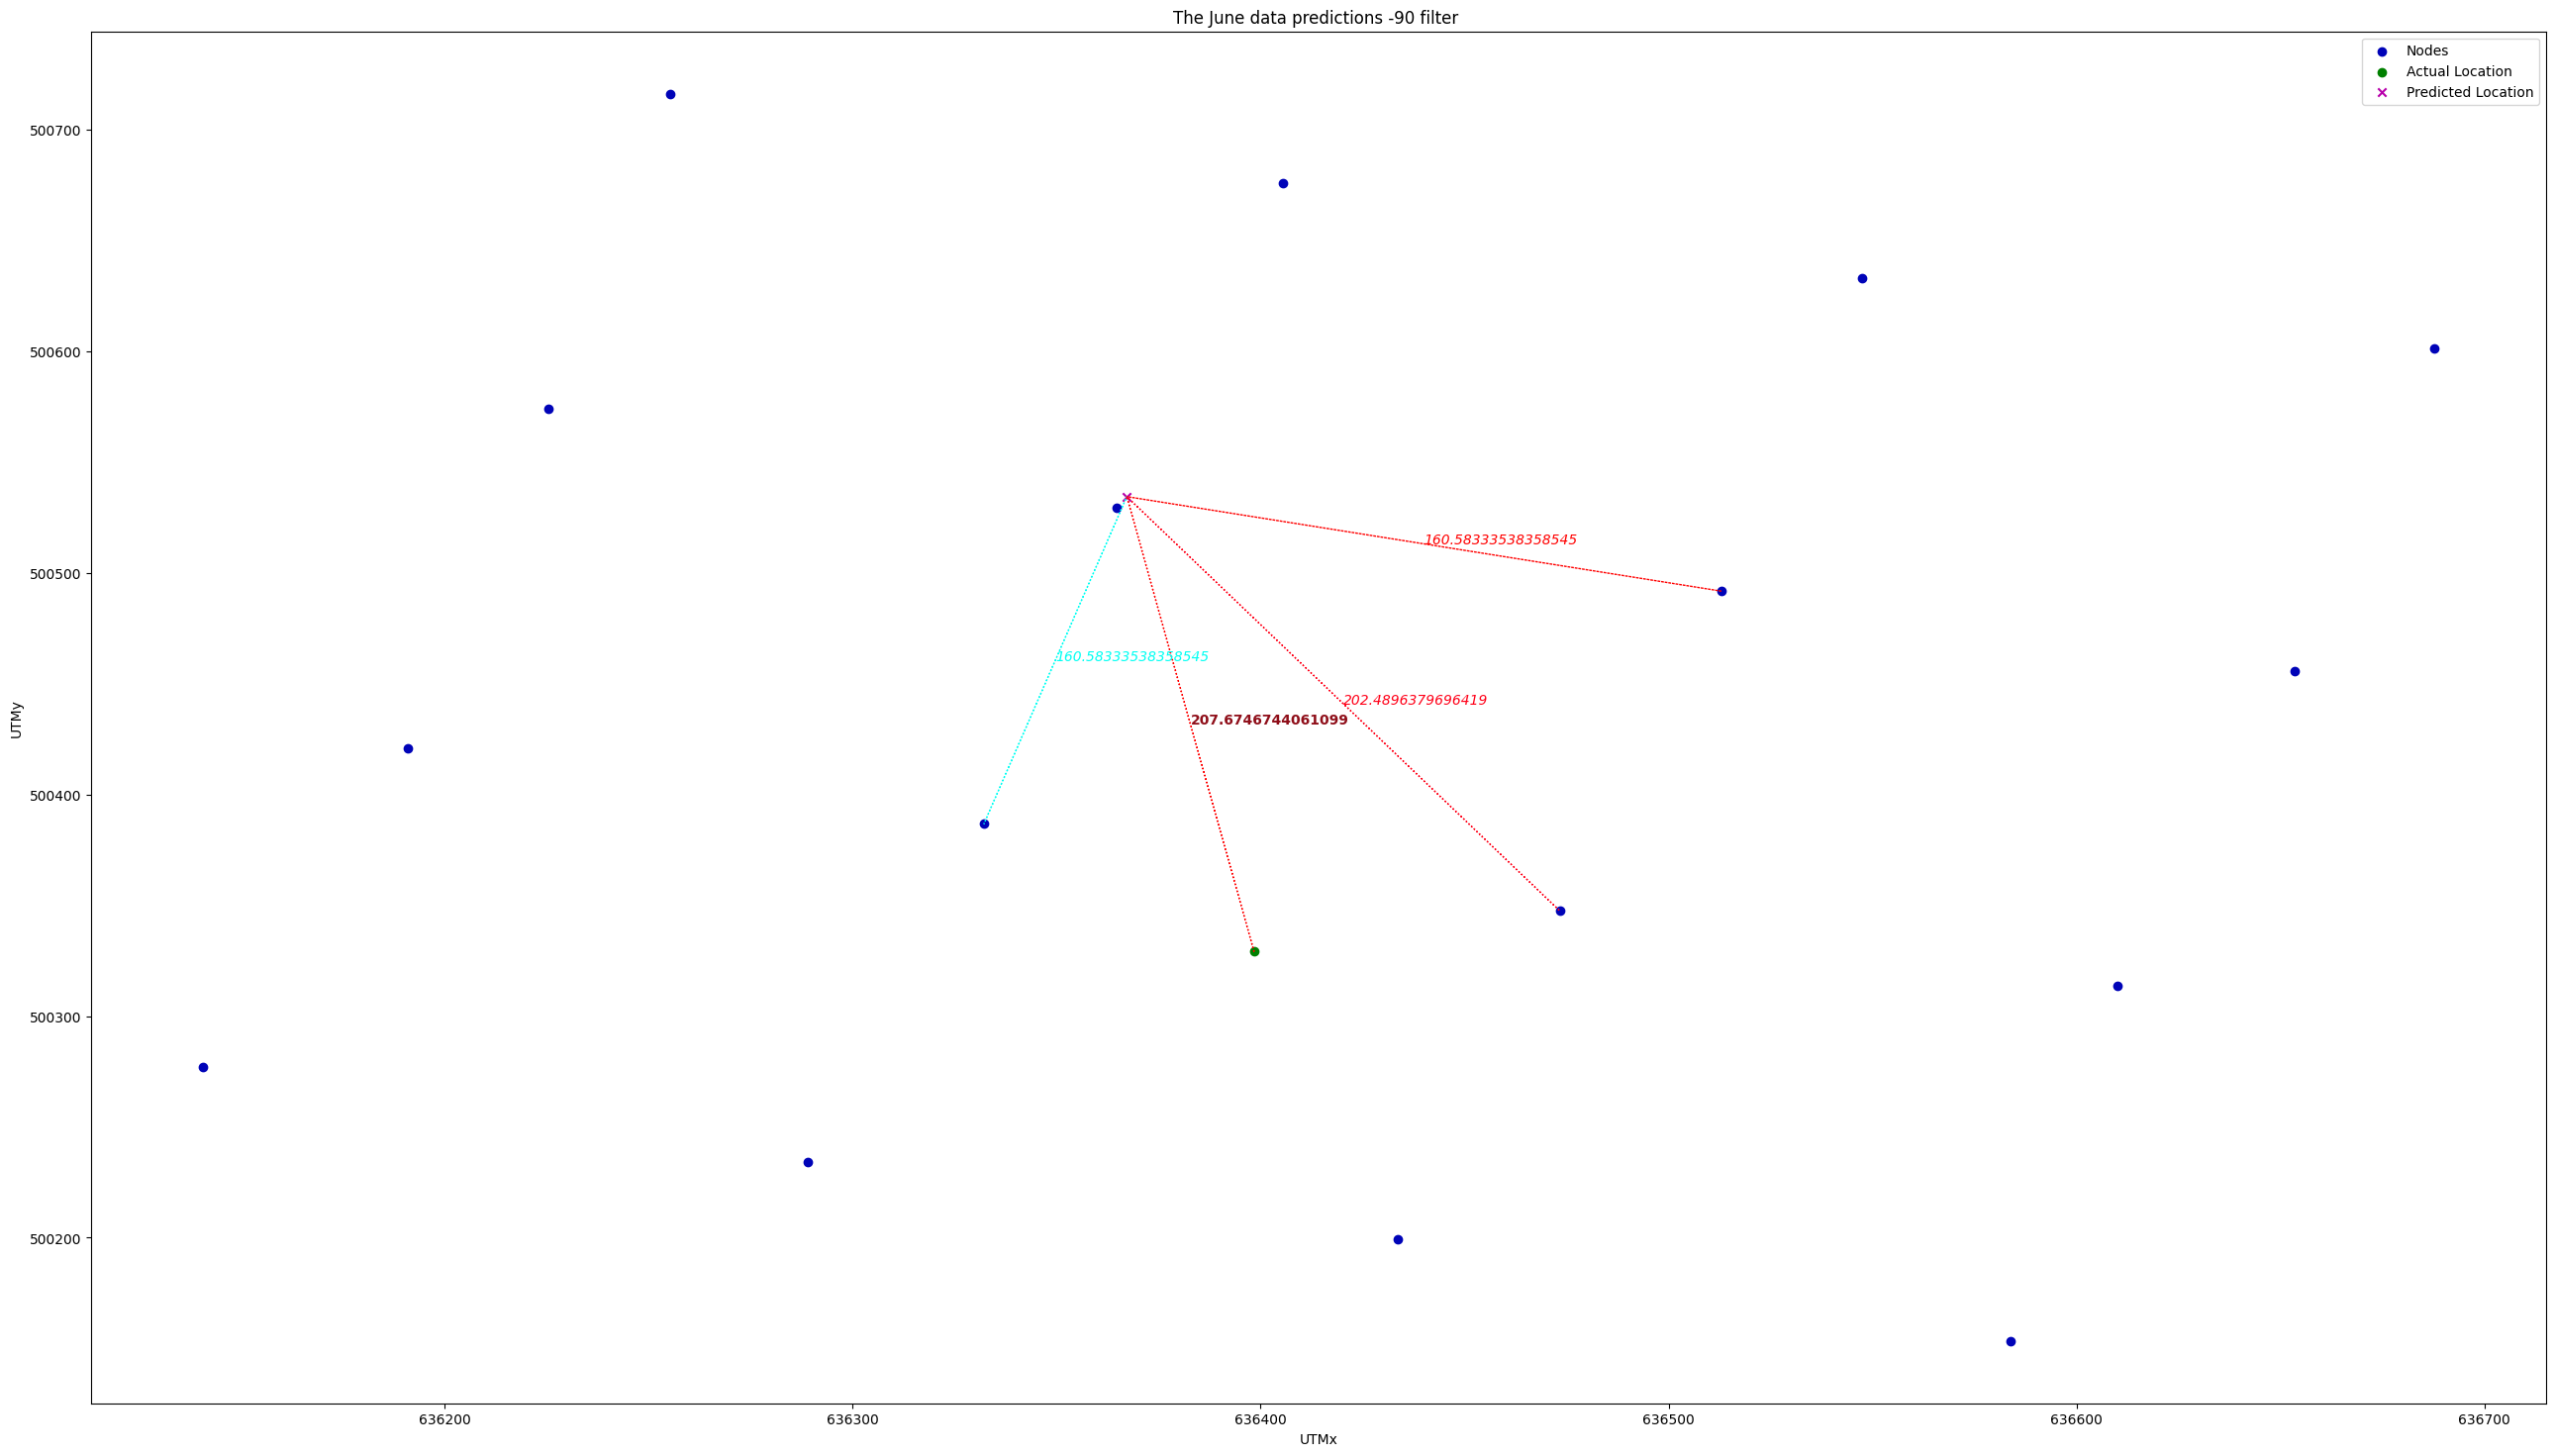 The June data predictions -90 filter
Nodes
Actual Location
Predicted Location
500700
500600
500500
500400
500300
500200
UTMy
160.58333538358545
160.58333538358545
202.4896379696419
207.6746744061099
636200
636300
636400
636500
636600
636700
UTMx